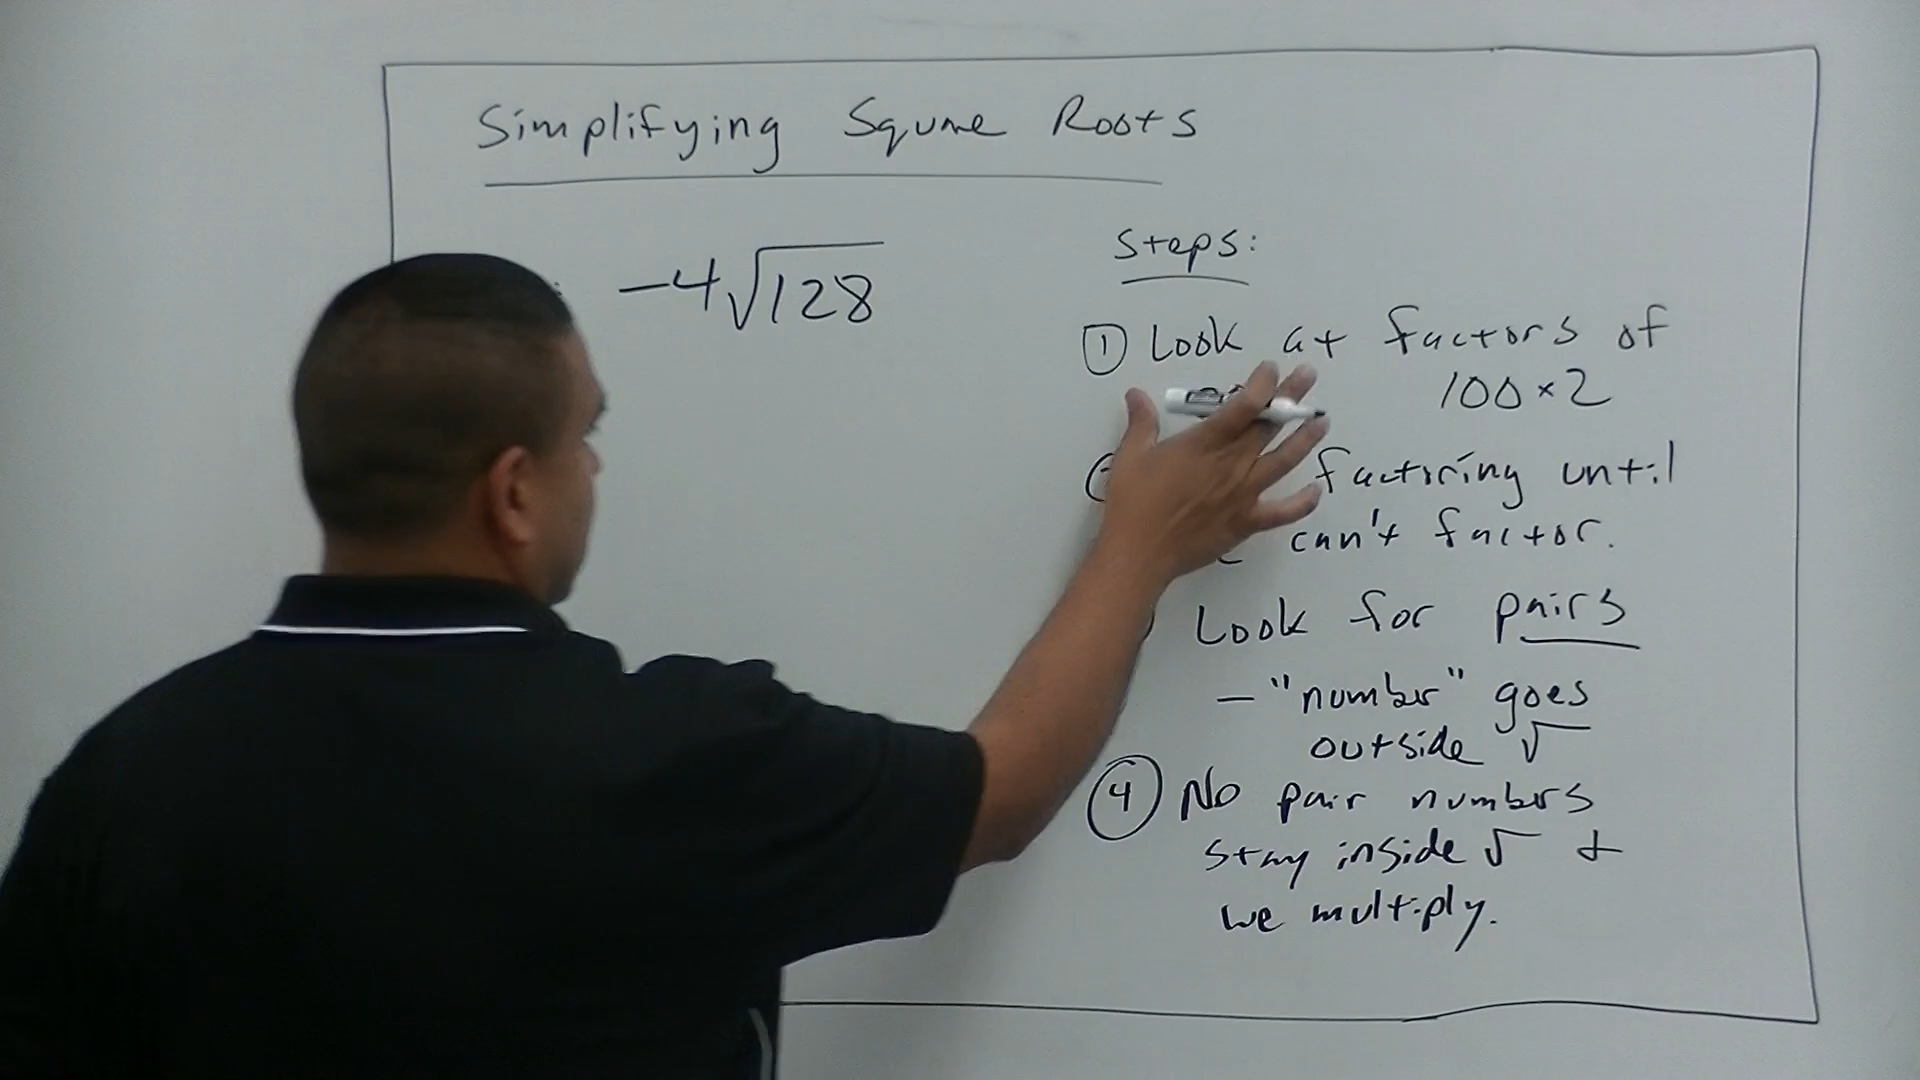 Simplifying Square Roots
-4√128
Steps:
① Look at factors of
100 × 2
factoring until
can't factor.
Look for pairs
- "number" goes
outside √
④ No pair numbers
stay inside √ +
we multiply.